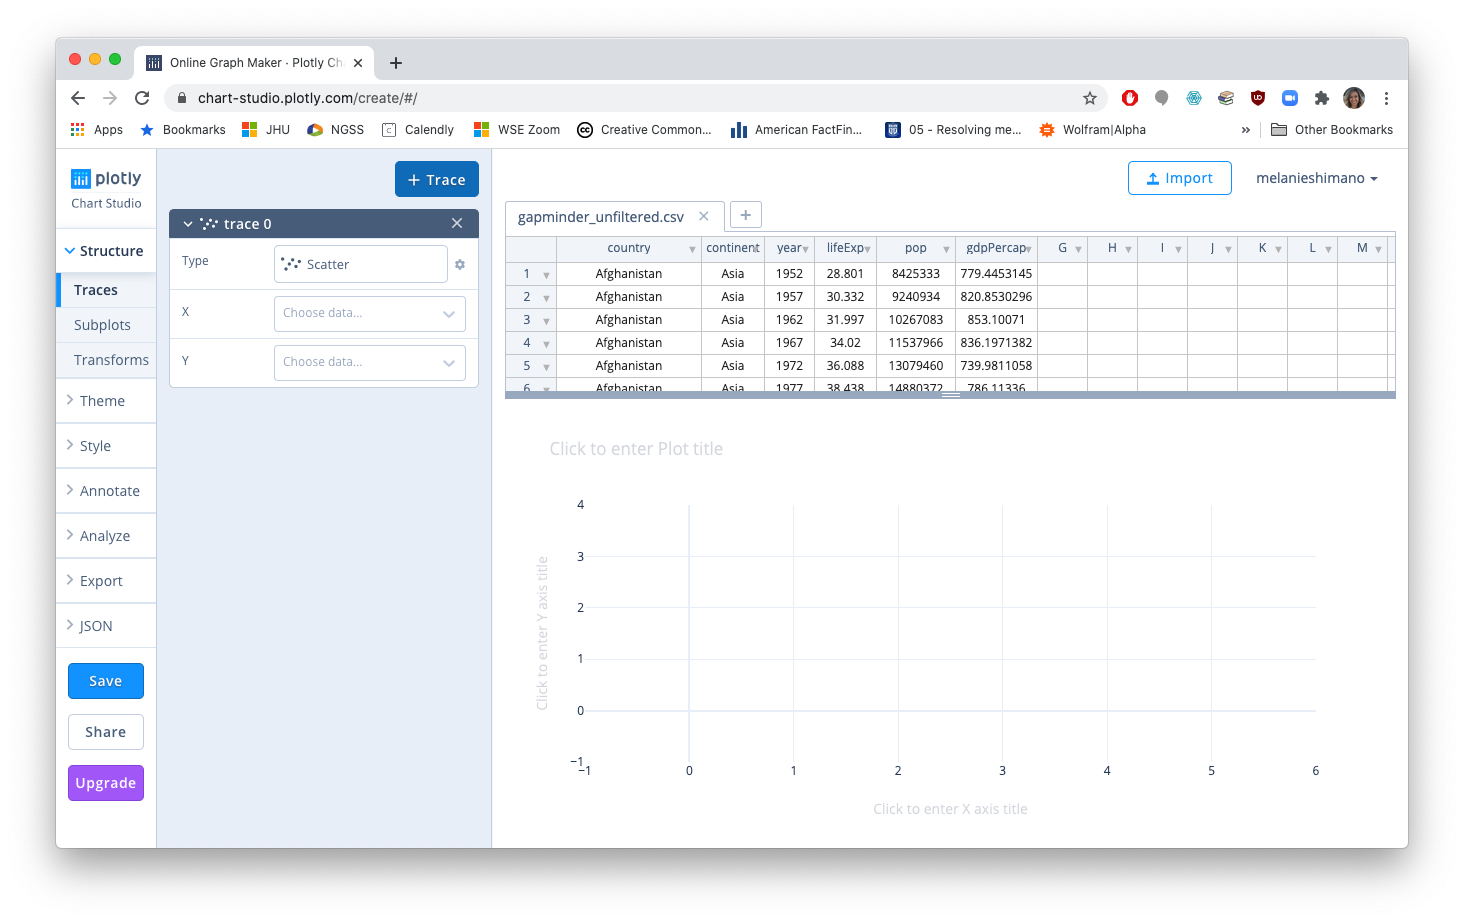 Online Graph Maker · Plotly Ch
chart-studio.plotly.com/create/#/
Apps Bookmarks JHU NGSS Calendly WSE Zoom Creative Common... American FactFin... 05 - Resolving me... Wolfram|Alpha » Other Bookmarks
plotly
Chart Studio
Structure
Traces
Subplots
Transforms
Theme
Style
Annotate
Analyze
Export
JSON
Save
Share
Upgrade
+ Trace
trace 0
Type Scatter
X Choose data...
Y Choose data...
Import melanieshimano
gapminder_unfiltered.csv
country continent year lifeExp pop gdpPercap G H I J K L M
1 Afghanistan Asia 1952 28.801 8425333 779.4453145
2 Afghanistan Asia 1957 30.332 9240934 820.8530296
3 Afghanistan Asia 1962 31.997 10267083 853.10071
4 Afghanistan Asia 1967 34.02 11537966 836.1971382
5 Afghanistan Asia 1972 36.088 13079460 739.9811058
6 Afghanistan Asia 1977 38.438 14880372 786.11336
Click to enter Plot title
Click to enter Y axis title
4
3
2
1
0
−1
−1 0 1 2 3 4 5 6
Click to enter X axis title